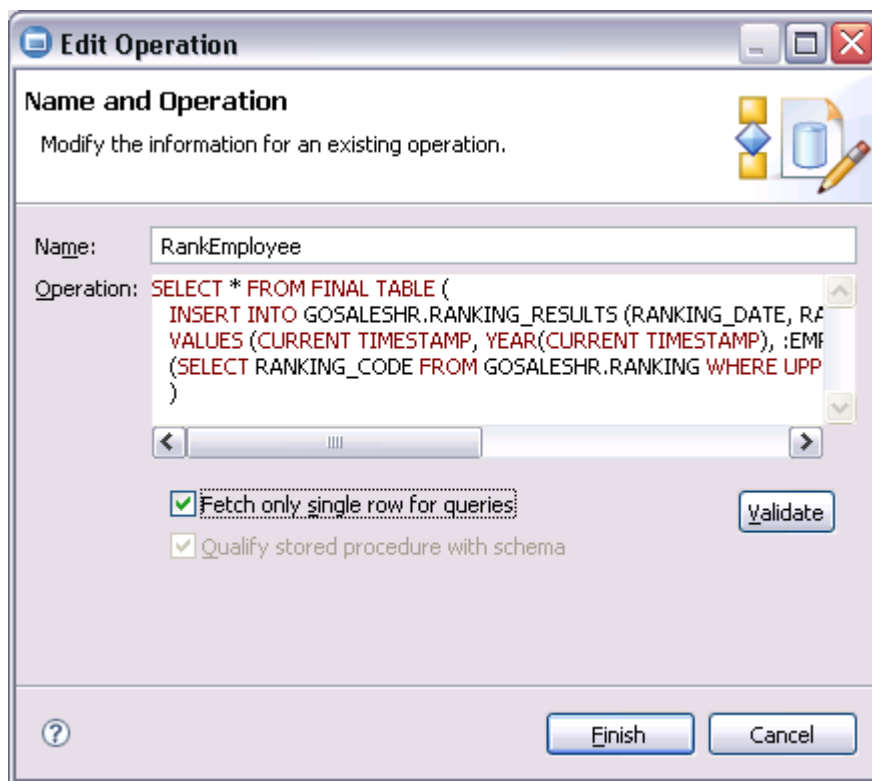 Edit Operation
Name and Operation
Modify the information for an existing operation.
Name: RankEmployee
Operation: SELECT * FROM FINAL TABLE (
INSERT INTO GOSALESHR.RANKING_RESULTS (RANKING_DATE, RA
VALUES (CURRENT TIMESTAMP, YEAR(CURRENT TIMESTAMP), :EMP
(SELECT RANKING_CODE FROM GOSALESHR.RANKING WHERE UPP
)
Fetch only single row for queries
Validate
Qualify stored procedure with schema
?
Finish Cancel